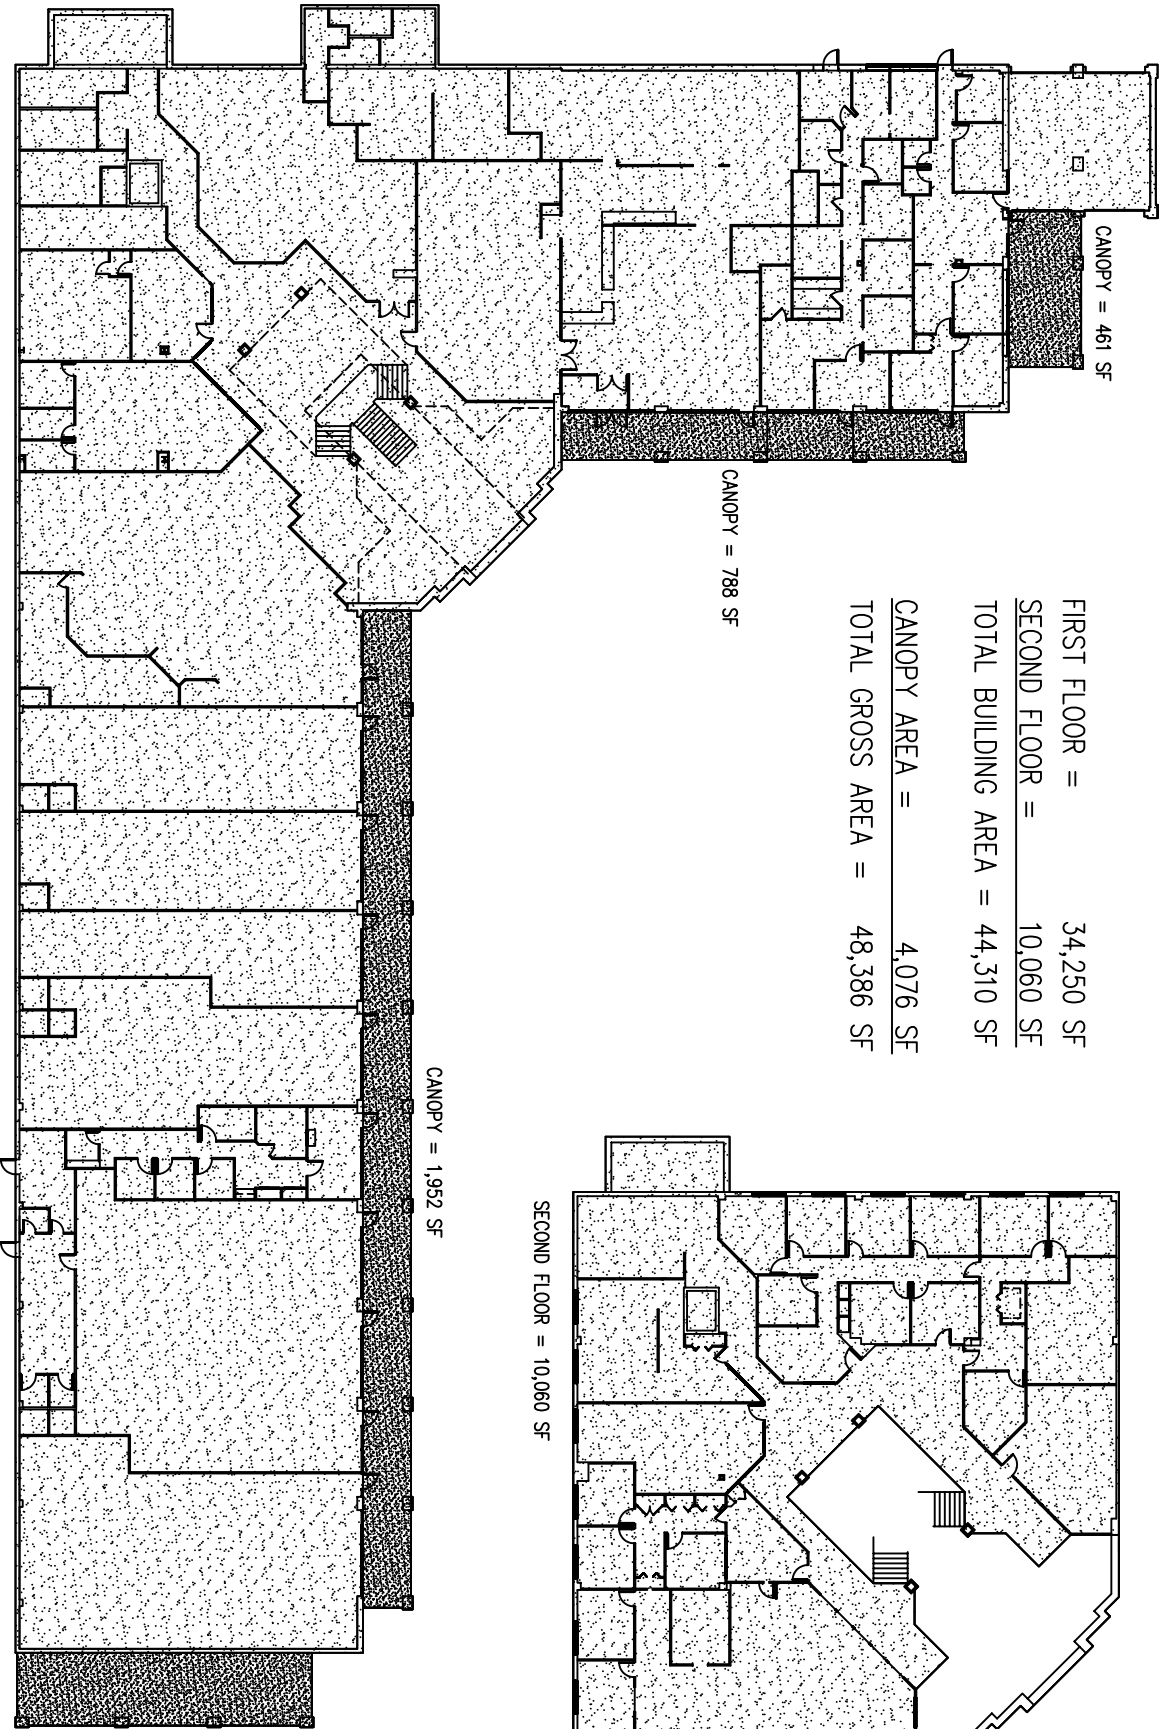 FIRST FLOOR = 34,250 SF
SECOND FLOOR = 10,060 SF
TOTAL BUILDING AREA = 44,310 SF
CANOPY AREA = 4,076 SF
TOTAL GROSS AREA = 48,386 SF
CANOPY = 461 SF
CANOPY = 788 SF
CANOPY = 1,952 SF
SECOND FLOOR = 10,060 SF